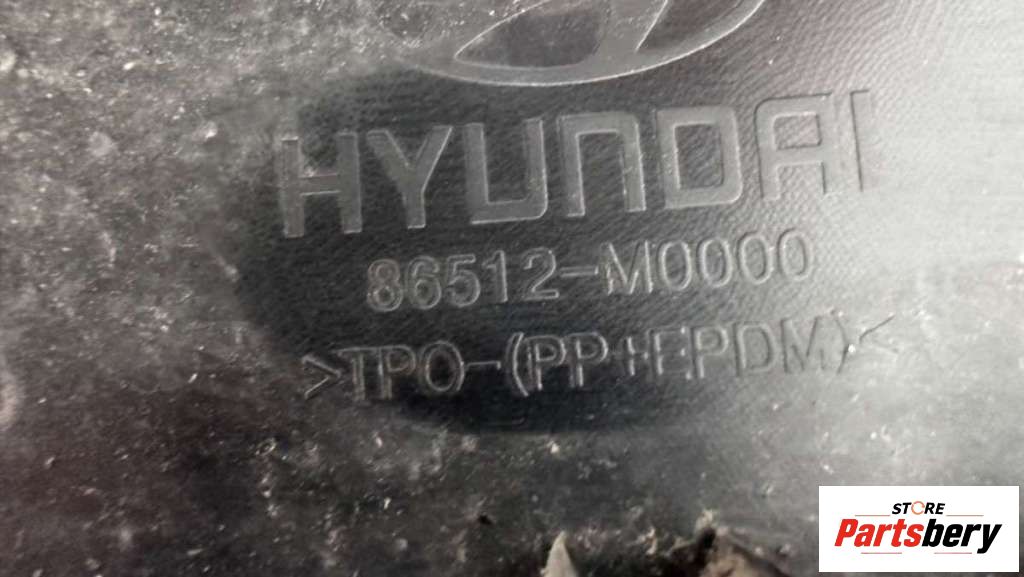 HYUNDAI
86512-M0000
>TPO-(PP+EPDM)<
STORE
Partsbery